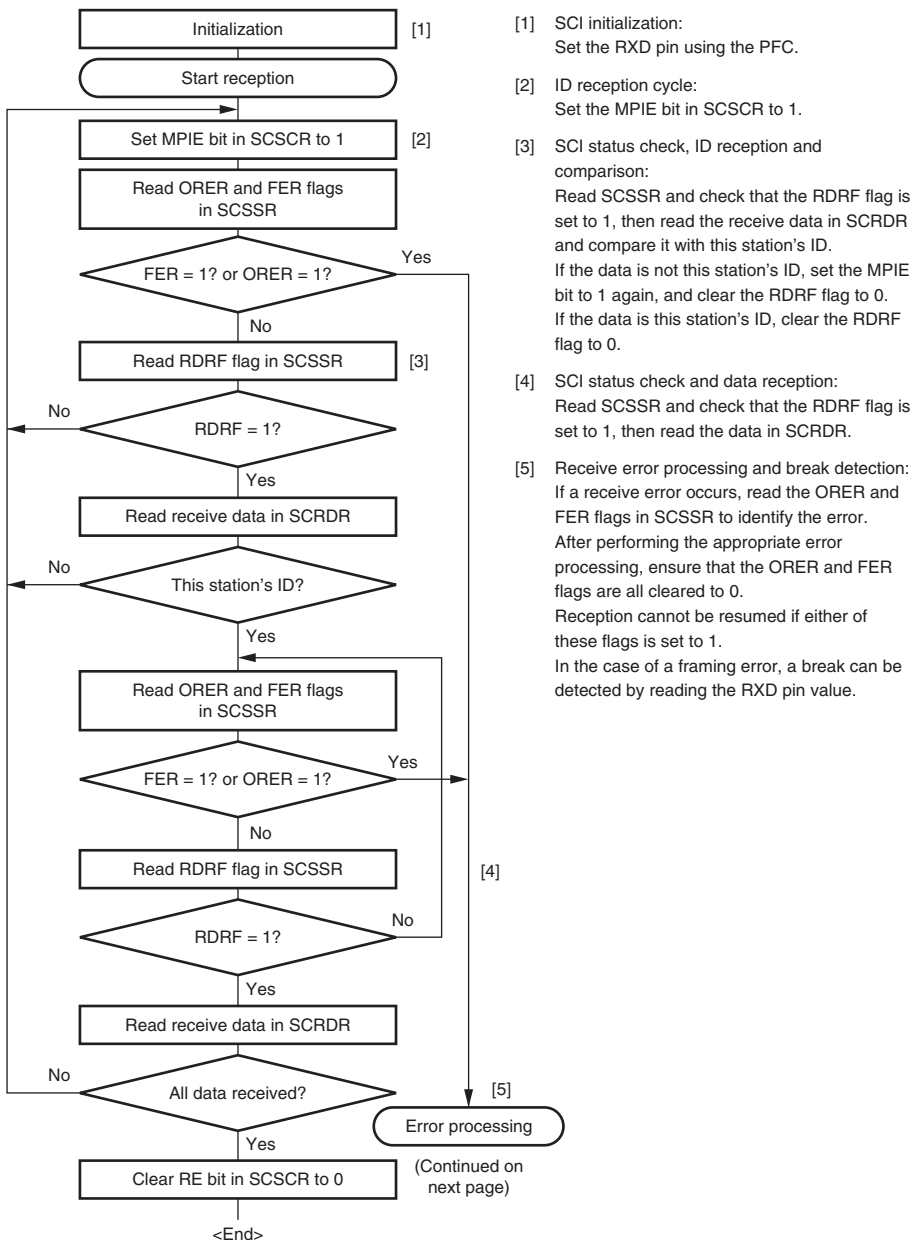 Initialization
[1]
Start reception
Set MPIE bit in SCSCR to 1
[2]
Read ORER and FER flags
in SCSSR
FER = 1? or ORER = 1?
Yes
No
Read RDRF flag in SCSSR
[3]
No
RDRF = 1?
Yes
Read receive data in SCRDR
No
This station's ID?
Yes
Read ORER and FER flags
in SCSSR
FER = 1? or ORER = 1?
Yes
No
Read RDRF flag in SCSSR
[4]
RDRF = 1?
No
Yes
Read receive data in SCRDR
No
All data received?
[5]
Error processing
Yes
(Continued on
next page)
Clear RE bit in SCSCR to 0
<End>
[1] SCI initialization:
Set the RXD pin using the PFC.
[2] ID reception cycle:
Set the MPIE bit in SCSCR to 1.
[3] SCI status check, ID reception and
comparison:
Read SCSSR and check that the RDRF flag is
set to 1, then read the receive data in SCRDR
and compare it with this station's ID.
If the data is not this station's ID, set the MPIE
bit to 1 again, and clear the RDRF flag to 0.
If the data is this station's ID, clear the RDRF
flag to 0.
[4] SCI status check and data reception:
Read SCSSR and check that the RDRF flag is
set to 1, then read the data in SCRDR.
[5] Receive error processing and break detection:
If a receive error occurs, read the ORER and
FER flags in SCSSR to identify the error.
After performing the appropriate error
processing, ensure that the ORER and FER
flags are all cleared to 0.
Reception cannot be resumed if either of
these flags is set to 1.
In the case of a framing error, a break can be
detected by reading the RXD pin value.